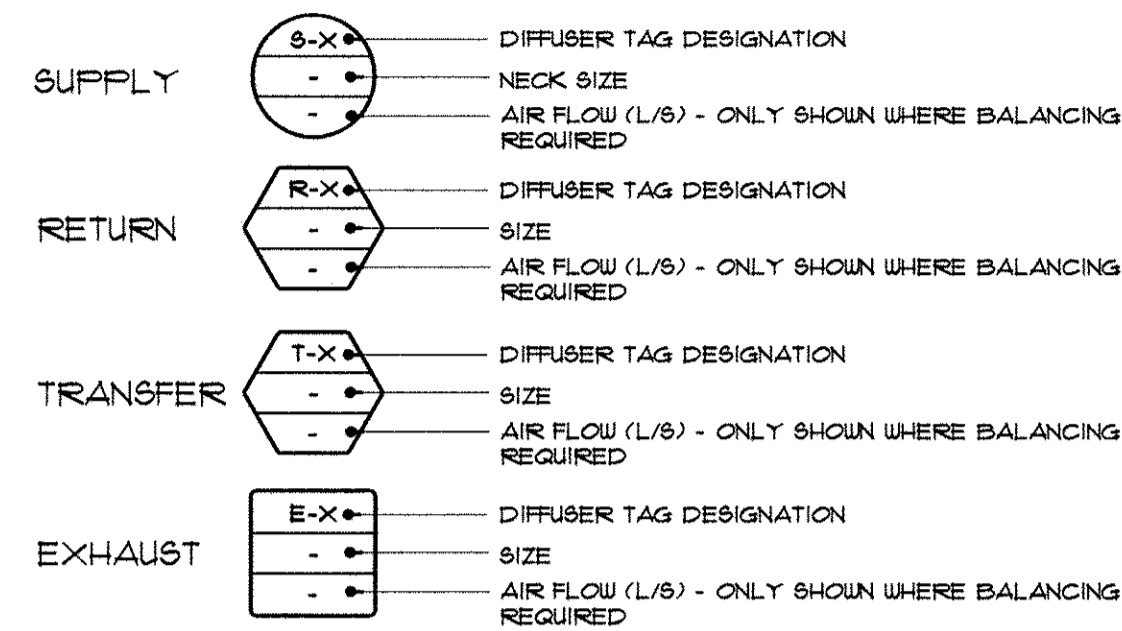 S-X DIFFUSER TAG DESIGNATION
SUPPLY - NECK SIZE
- AIR FLOW (L/S) - ONLY SHOWN WHERE BALANCING
REQUIRED
R-X DIFFUSER TAG DESIGNATION
RETURN - SIZE
- AIR FLOW (L/S) - ONLY SHOWN WHERE BALANCING
REQUIRED
T-X DIFFUSER TAG DESIGNATION
TRANSFER - SIZE
- AIR FLOW (L/S) - ONLY SHOWN WHERE BALANCING
REQUIRED
E-X DIFFUSER TAG DESIGNATION
EXHAUST - SIZE
- AIR FLOW (L/S) - ONLY SHOWN WHERE BALANCING
REQUIRED